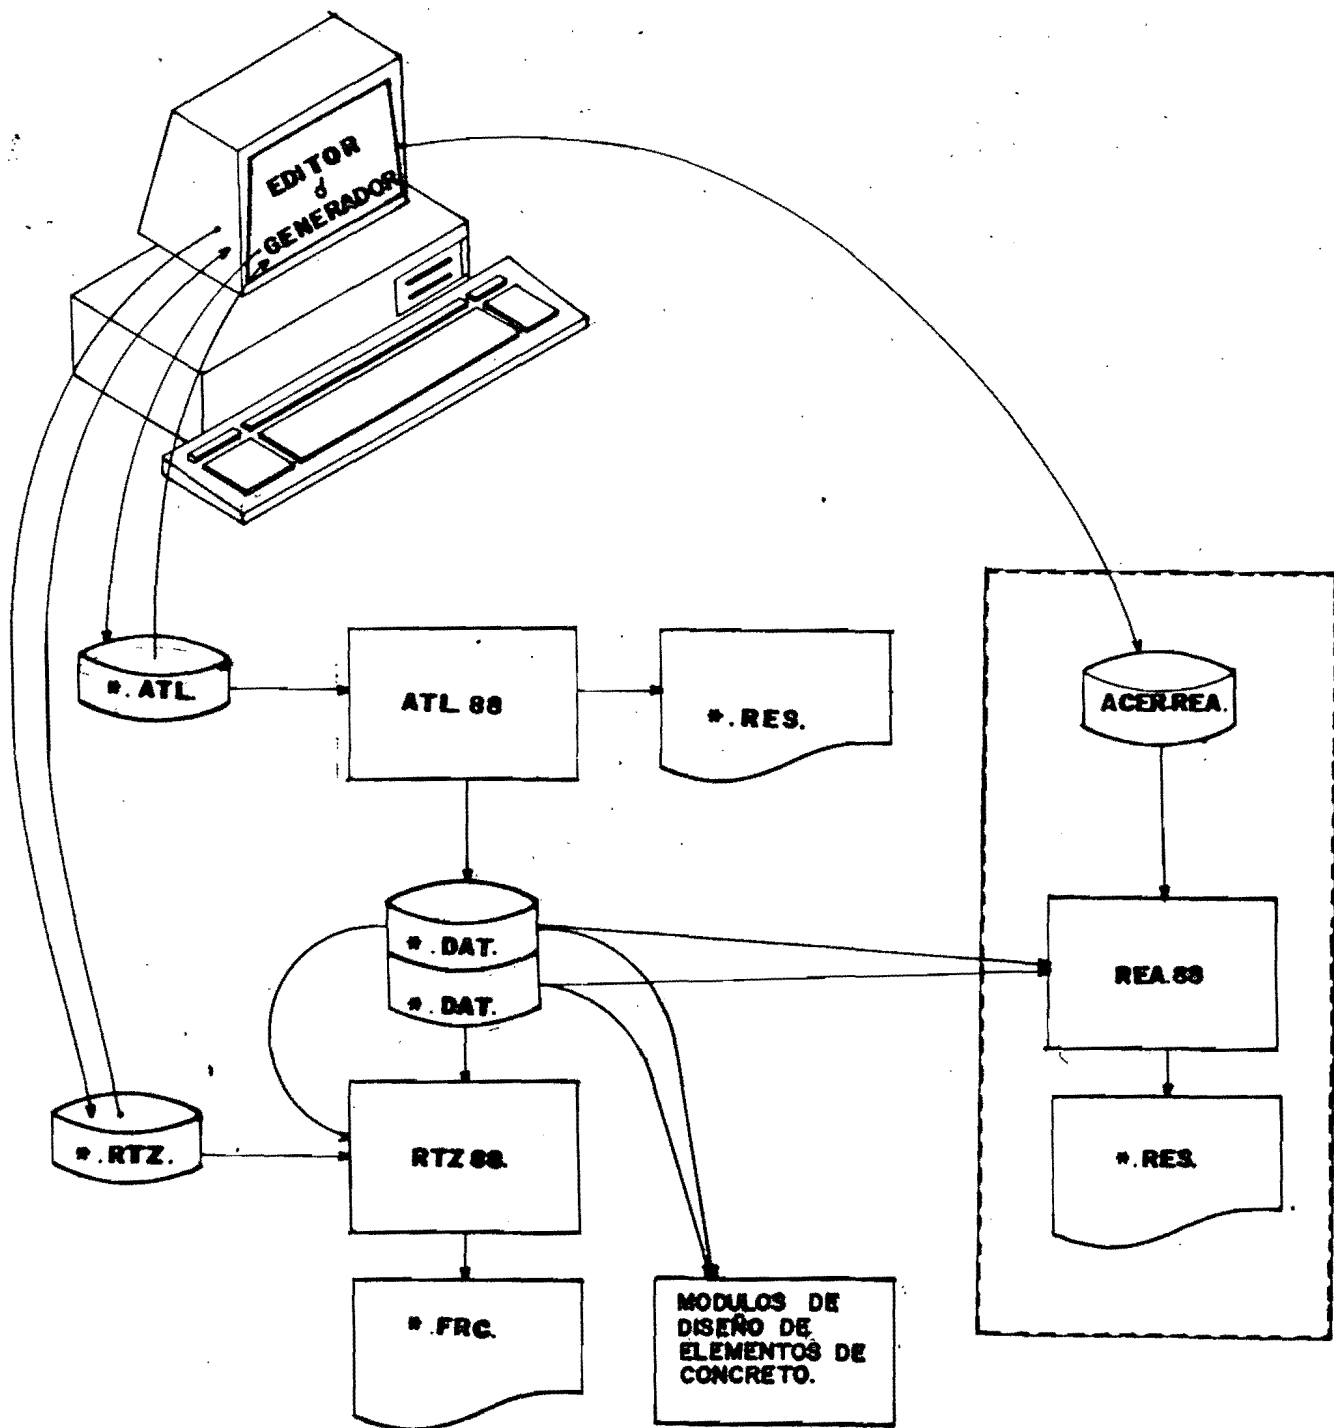 EDITOR
ó
GENERADOR
*. ATL.
ATL 88
*.RES.
ACER.REA.
*.DAT.
*.DAT.
REA.88
*.RTZ.
RTZ 88.
*.RES.
*.FRC.
MODULOS DE
DISEÑO DE
ELEMENTOS DE
CONCRETO.